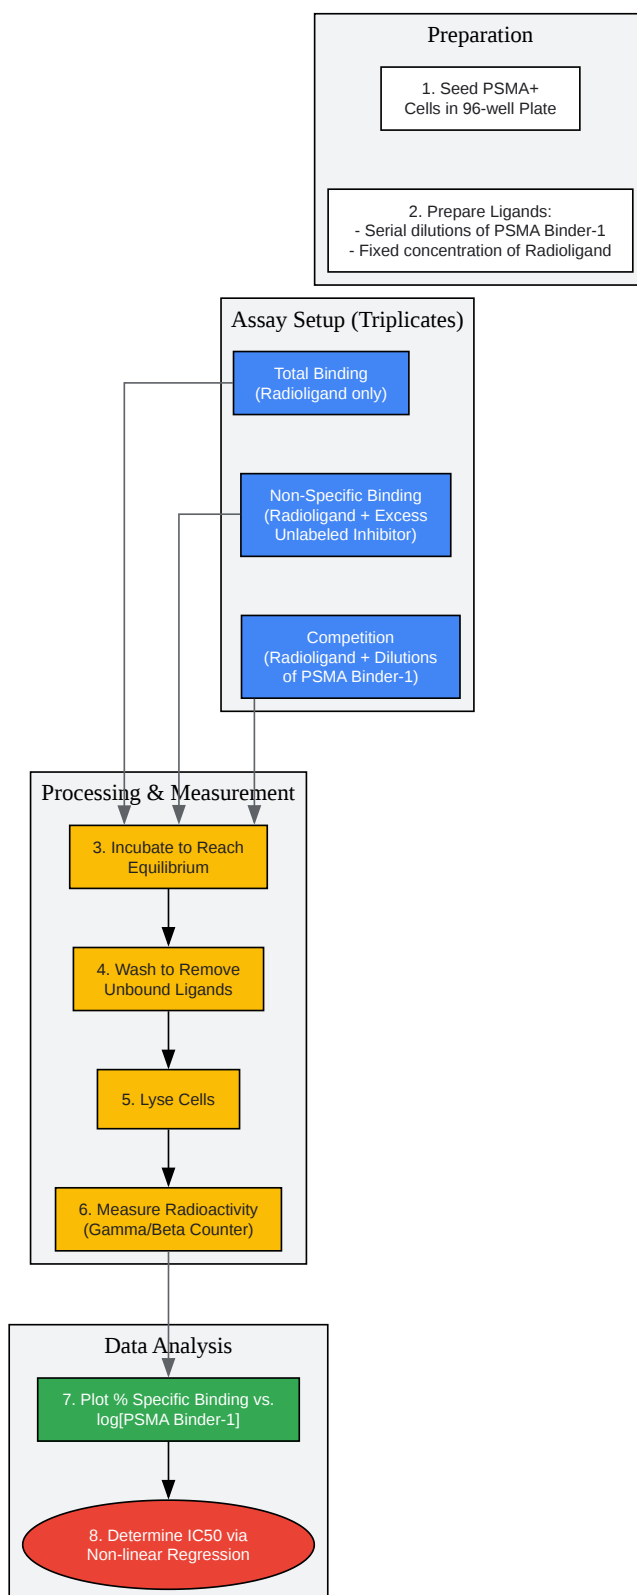 Preparation
1. Seed PSMA+
Cells in 96-well Plate
2. Prepare Ligands:
- Serial dilutions of PSMA Binder-1
- Fixed concentration of Radioligand
Assay Setup (Triplicates)
Total Binding
(Radioligand only)
Non-Specific Binding
(Radioligand + Excess
Unlabeled Inhibitor)
Competition
(Radioligand + Dilutions
of PSMA Binder-1)
Processing & Measurement
3. Incubate to Reach
Equilibrium
4. Wash to Remove
Unbound Ligands
5. Lyse Cells
6. Measure Radioactivity
(Gamma/Beta Counter)
Data Analysis
7. Plot % Specific Binding vs.
log[PSMA Binder-1]
8. Determine IC50 via
Non-linear Regression